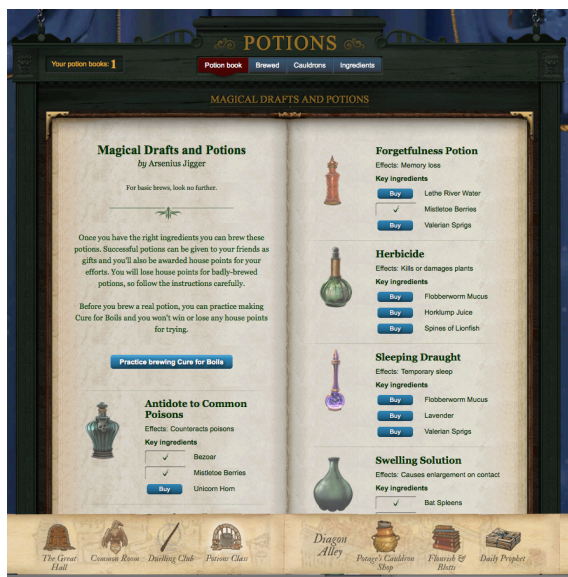 POTIONS
Your potion books: 1
Potion book
Brewed
Cauldrons
Ingredients
MAGICAL DRAFTS AND POTIONS
Magical Drafts and Potions
by Arsenius Jigger
For basic brews, look no further.
Once you have the right ingredients you can brew these
potions. Successful potions can be given to your friends as
gifts and you'll also be awarded house points for your
efforts. You will lose house points for badly-brewed
potions, so follow the instructions carefully.
Before you brew a real potion, you can practice making
Cure for Boils and you won't win or lose any house points
for trying.
Practice brewing Cure for Boils
Antidote to Common
Poisons
Effects: Counteracts poisons
Key ingredients
✓ Bezoar
✓ Mistletoe Berries
Buy Unicorn Horn
Forgetfulness Potion
Effects: Memory loss
Key ingredients
Buy Lethe River Water
✓ Mistletoe Berries
Buy Valerian Sprigs
Herbicide
Effects: Kills or damages plants
Key ingredients
Buy Flobberworm Mucus
Buy Horklump Juice
Buy Spines of Lionfish
Sleeping Draught
Effects: Temporary sleep
Key ingredients
Buy Flobberworm Mucus
Buy Lavender
Buy Valerian Sprigs
Swelling Solution
Effects: Causes enlargement on contact
Key ingredients
✓ Bat Spleens
The Great
Hall
Common Room
Duelling Club
Potions Class
Diagon
Alley
Potage's Cauldron
Shop
Flourish &
Blotts
Daily Prophet